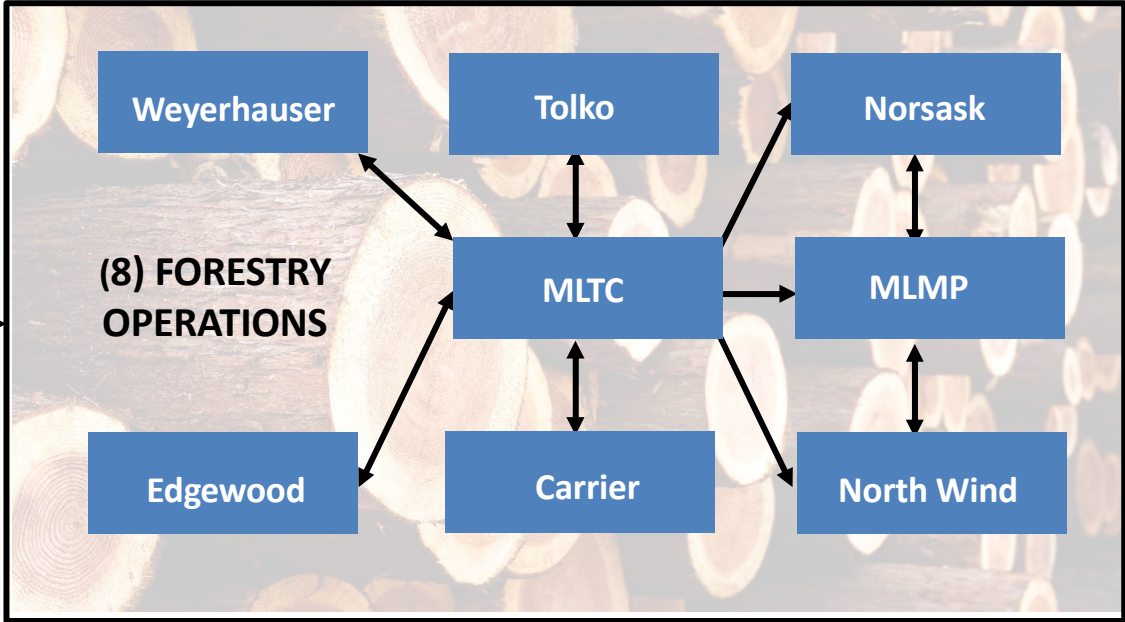 Weyerhauser
Tolko
Norsask
(8) FORESTRY
OPERATIONS
MLTC
MLMP
Edgewood
Carrier
North Wind